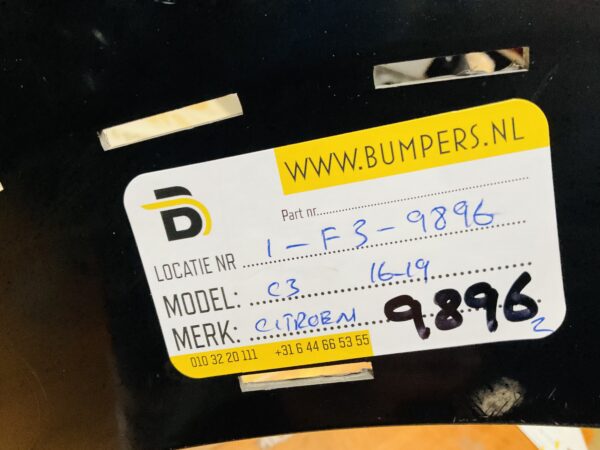 WWW.BUMPERS.NL
B
Part nr.
LOCATIE NR 1-F3-9896
MODEL: C3 16-19
MERK: CITROEN 9896 2
010 32 20 111 +31 6 44 66 53 55